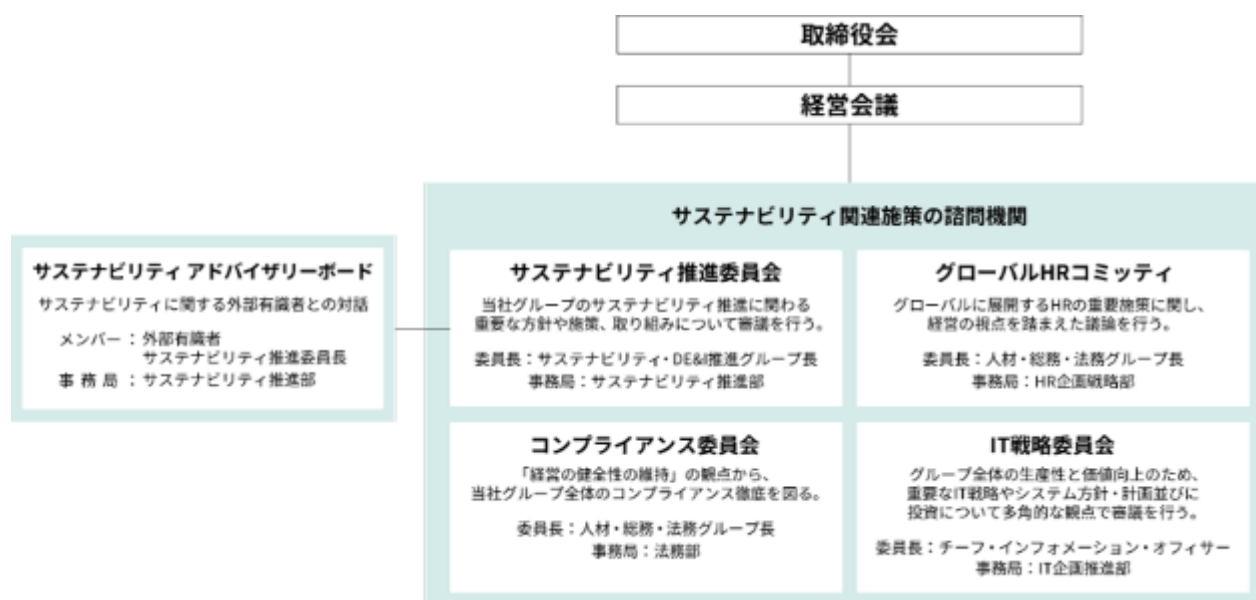 取締役会
経営会議
サステナビリティ関連施策の諮問機関
サステナビリティ アドバイザリーボード
サステナビリティに関する外部有識者との対話
メンバー：外部有識者
サステナビリティ推進委員長
事務局：サステナビリティ推進部
サステナビリティ推進委員会
当社グループのサステナビリティ推進に関わる
重要な方針や施策、取り組みについて審議を行う。
委員長：サステナビリティ・DE&I推進グループ長
事務局：サステナビリティ推進部
グローバルHRコミッティ
グローバルに展開するHRの重要施策に関し、
経営の視点を踏まえた議論を行う。
委員長：人材・総務・法務グループ長
事務局：HR企画戦略部
コンプライアンス委員会
「経営の健全性の維持」の観点から、
当社グループ全体のコンプライアンス徹底を図る。
委員長：人材・総務・法務グループ長
事務局：法務部
IT戦略委員会
グループ全体の生産性と価値向上のため、
重要なIT戦略やシステム方針・計画並びに
投資について多角的な観点で審議を行う。
委員長：チーフ・インフォメーション・オフィサー
事務局：IT企画推進部